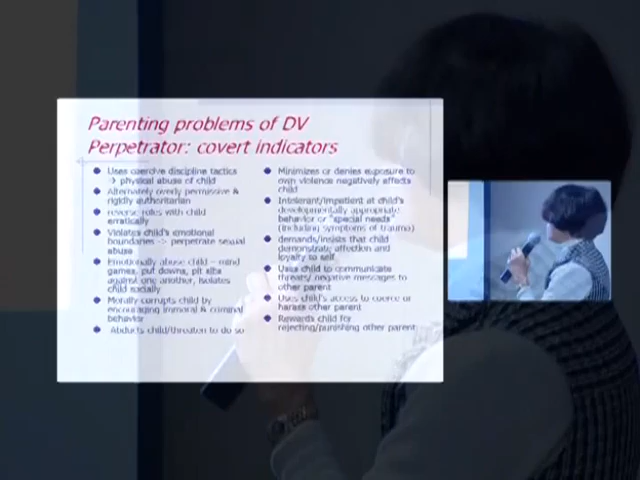 Parenting problems of DV
Perpetrator: covert indicators
Uses coercive discipline tactics
-> physical abuse of child
Alternately overly permissive &
rigidly authoritarian
reverse roles with child
erratically
Violates child's emotional
boundaries -> perpetrate sexual
abuse
Emotionally abuse child – mind
games, put downs, pit sibs
against one another, isolates
child socially
Morally corrupts child by
encouraging immoral & criminal
behavior
Abducts child/threaten to do so
Minimizes or denies exposure to
own violence negatively affects
child
Intolerant/impatient at child's
developmentally appropriate
behavior or "special needs"
(including symptoms of trauma)
demands/insists that child
demonstrate affection and
loyalty to self
Uses child to communicate
threats/ negative messages to
other parent
Uses child's access to coerce or
harass other parent
Rewards child for
rejecting/punishing other parent